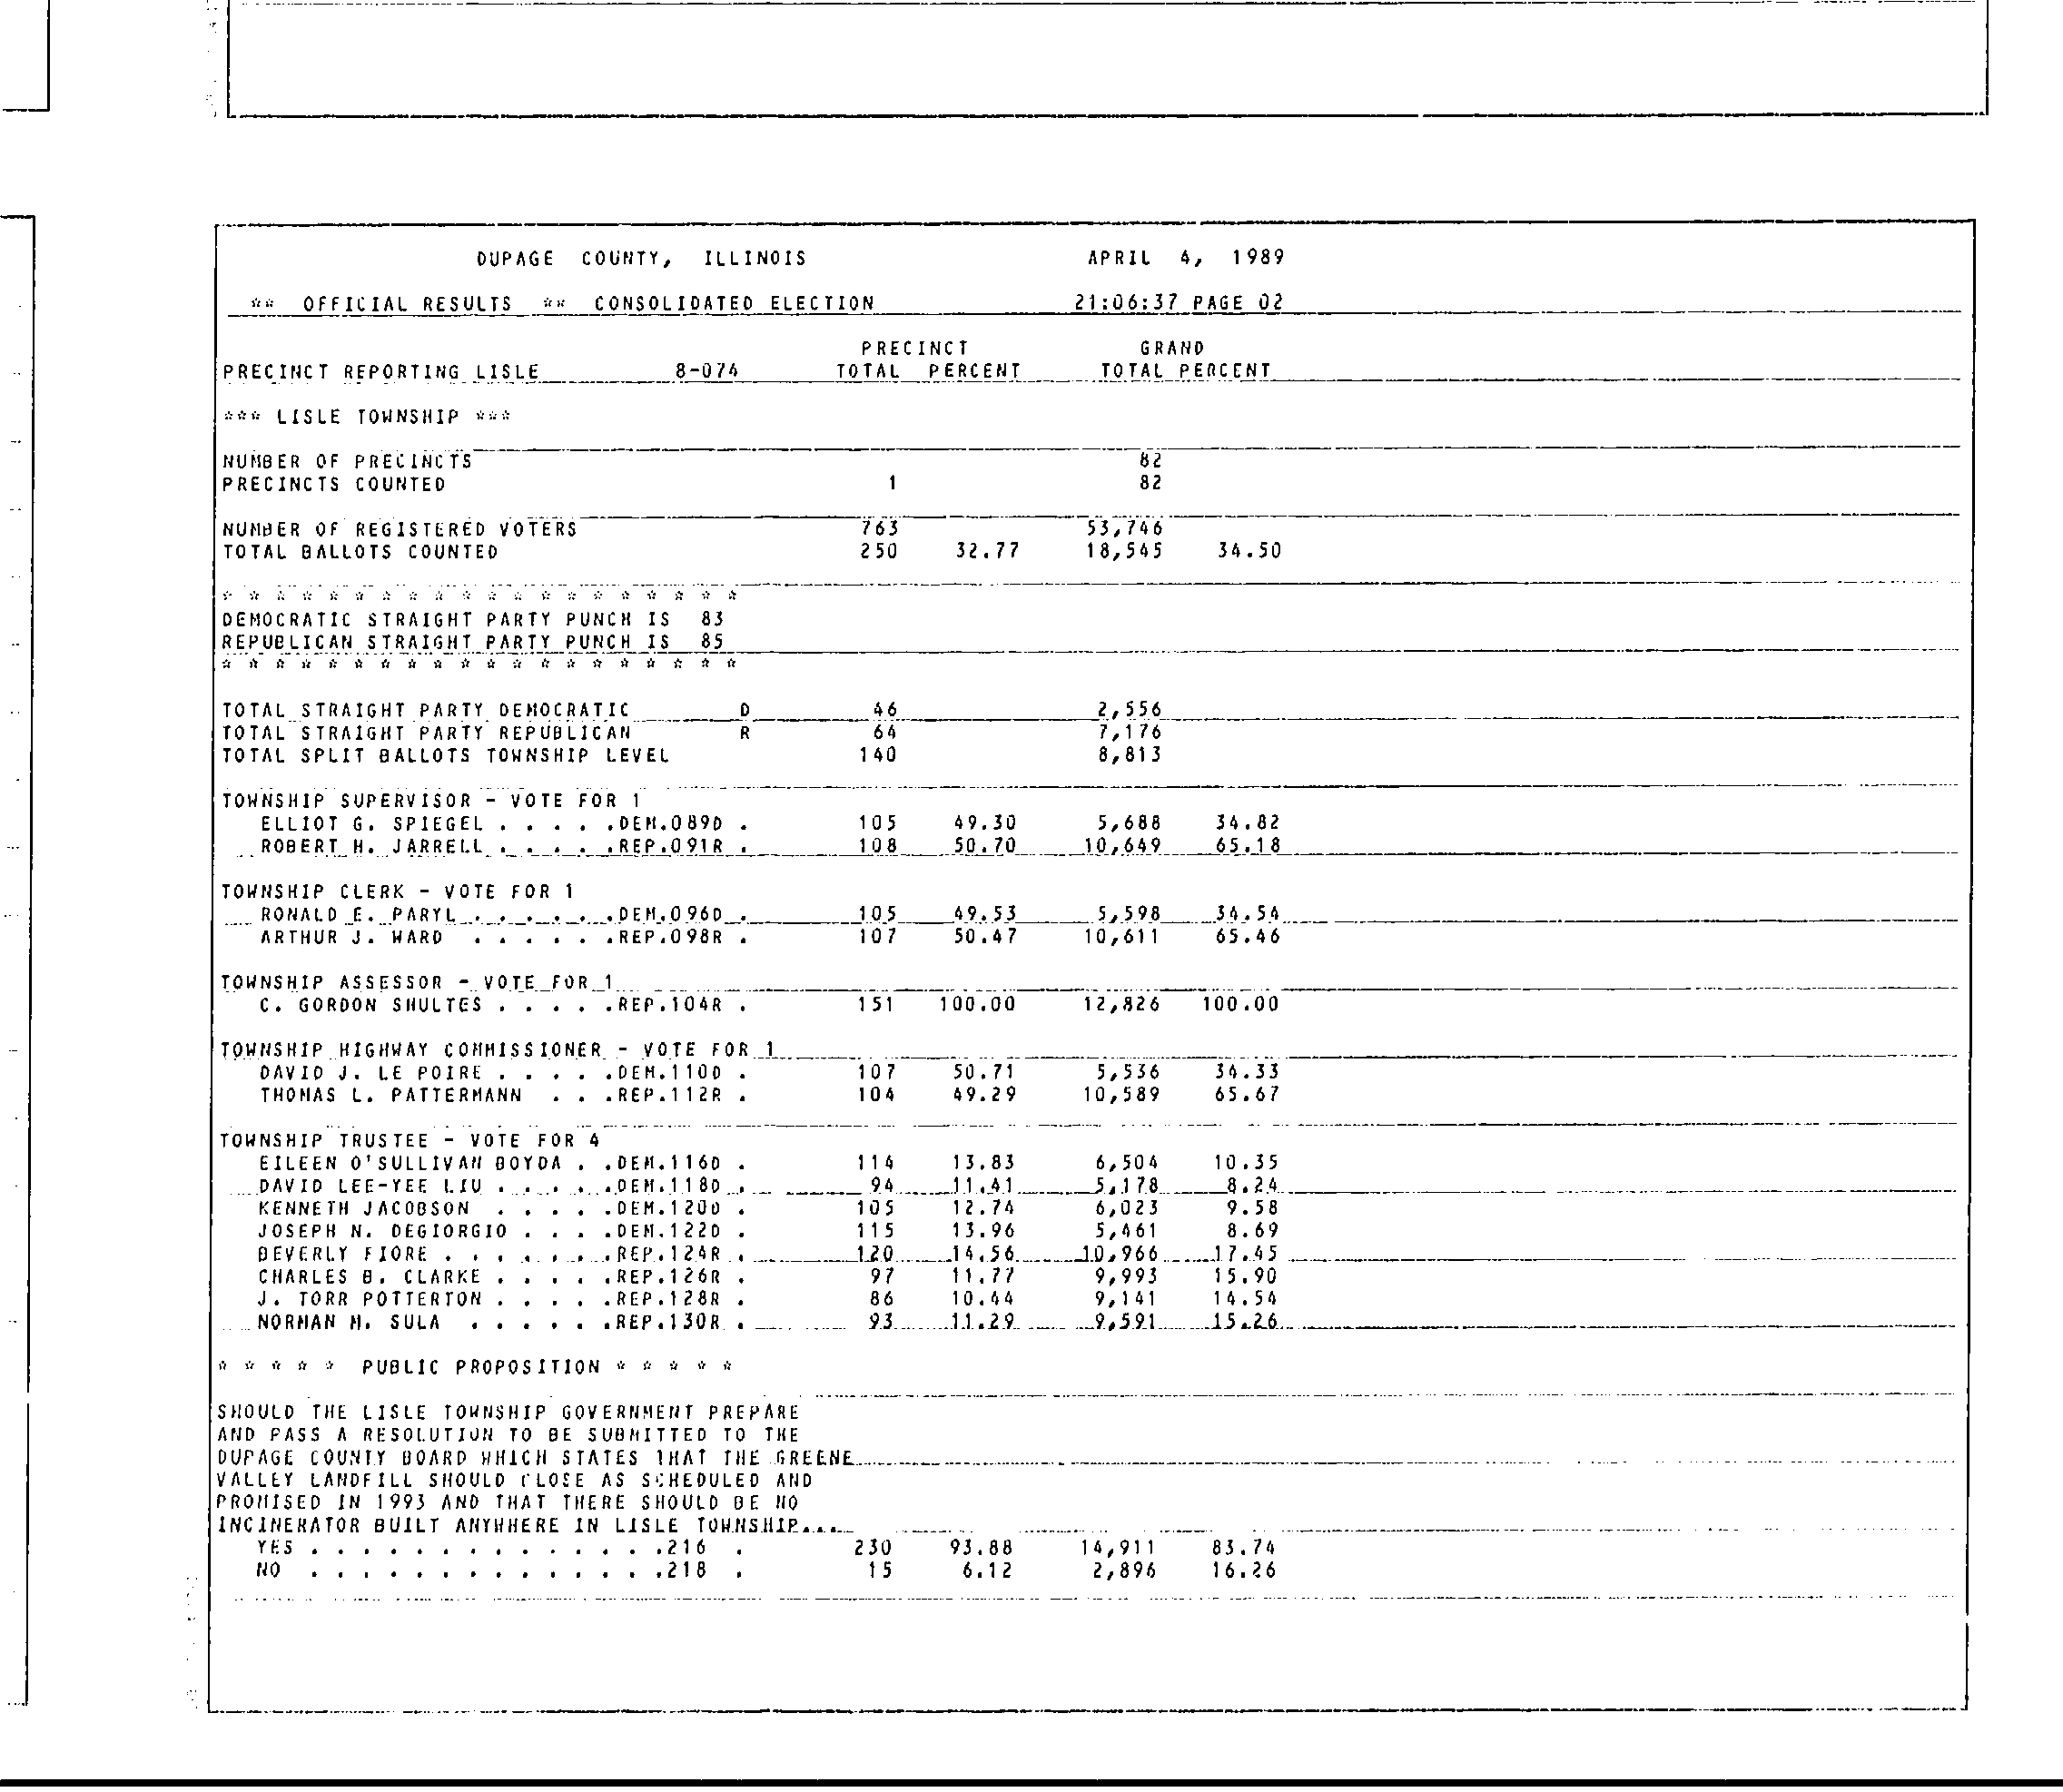 DUPAGE COUNTY, ILLINOIS APRIL 4, 1989
** OFFICIAL RESULTS ** CONSOLIDATED ELECTION 21:06:37 PAGE 02
PRECINCT GRAND
PRECINCT REPORTING LISLE 8-074 TOTAL PERCENT TOTAL PERCENT
*** LISLE TOWNSHIP ***
NUMBER OF PRECINCTS 82
PRECINCTS COUNTED 1 82
NUMBER OF REGISTERED VOTERS 763 53,746
TOTAL BALLOTS COUNTED 250 32.77 18,545 34.50
* * * * * * * * * * * * * * * * * * * *
DEMOCRATIC STRAIGHT PARTY PUNCH IS 83
REPUBLICAN STRAIGHT PARTY PUNCH IS 85
* * * * * * * * * * * * * * * * * * * *
TOTAL STRAIGHT PARTY DEMOCRATIC D 46 2,556
TOTAL STRAIGHT PARTY REPUBLICAN R 64 7,176
TOTAL SPLIT BALLOTS TOWNSHIP LEVEL 140 8,813
TOWNSHIP SUPERVISOR - VOTE FOR 1
ELLIOT G. SPIEGEL . . . . .DEM.089D . 105 49.30 5,688 34.82
ROBERT H. JARRELL . . . . .REP.091R . 108 50.70 10,649 65.18
TOWNSHIP CLERK - VOTE FOR 1
RONALD E. PARYL . . . . . .DEM.096D . 105 49.53 5,598 34.54
ARTHUR J. WARD . . . . . .REP.098R . 107 50.47 10,611 65.46
TOWNSHIP ASSESSOR - VOTE FOR 1
C. GORDON SHULTES . . . . .REP.104R . 151 100.00 12,826 100.00
TOWNSHIP HIGHWAY COMMISSIONER - VOTE FOR 1
DAVID J. LE POIRE . . . . .DEM.110D . 107 50.71 5,536 34.33
THOMAS L. PATTERMANN . . .REP.112R . 104 49.29 10,589 65.67
TOWNSHIP TRUSTEE - VOTE FOR 4
EILEEN O'SULLIVAN BOYDA . .DEM.116D . 114 13.83 6,504 10.35
DAVID LEE-YEE LIU . . . . .DEM.118D . 94 11.41 5,178 8.24
KENNETH JACOBSON . . . . .DEM.120D . 105 12.74 6,023 9.58
JOSEPH N. DEGIORGIO . . . .DEM.122D . 115 13.96 5,461 8.69
BEVERLY FIORE . . . . . . .REP.124R . 120 14.56 10,966 17.45
CHARLES B. CLARKE . . . . .REP.126R . 97 11.77 9,993 15.90
J. TORR POTTERTON . . . . .REP.128R . 86 10.44 9,141 14.54
NORMAN M. SULA . . . . . .REP.130R . 93 11.29 9,591 15.26
* * * * * PUBLIC PROPOSITION * * * * *
SHOULD THE LISLE TOWNSHIP GOVERNMENT PREPARE
AND PASS A RESOLUTION TO BE SUBMITTED TO THE
DUPAGE COUNTY BOARD WHICH STATES THAT THE GREENE
VALLEY LANDFILL SHOULD CLOSE AS SCHEDULED AND
PROMISED IN 1993 AND THAT THERE SHOULD BE NO
INCINERATOR BUILT ANYWHERE IN LISLE TOWNSHIP...
YES . . . . . . . . . . . . . .216 . 230 93.88 14,911 83.74
NO . . . . . . . . . . . . . .218 . 15 6.12 2,896 16.26